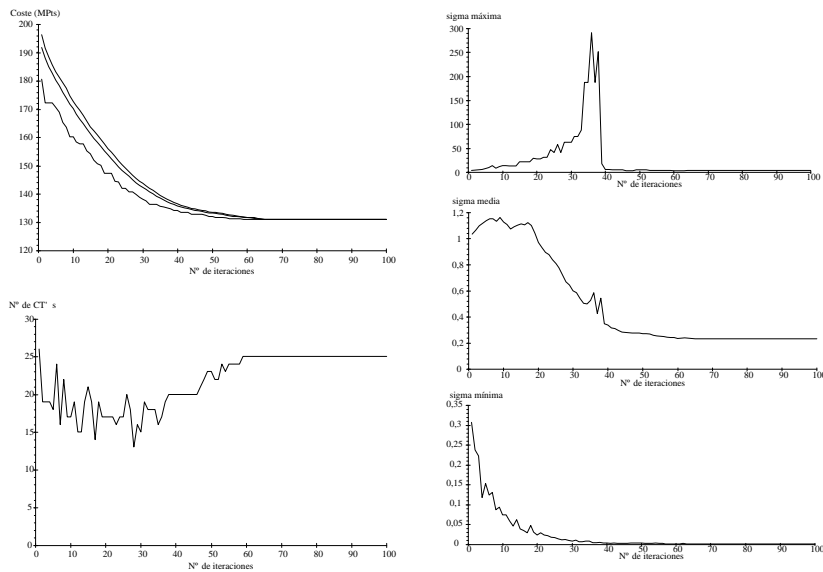 Coste (MPts)
200
190
180
170
160
150
140
130
120
0 10 20 30 40 50 60 70 80 90 100
Nº de iteraciones
Nº de CT' s
30
25
20
15
10
5
0
0 10 20 30 40 50 60 70 80 90 100
Nº de iteraciones
sigma máxima
300
250
200
150
100
50
0
0 10 20 30 40 50 60 70 80 90 100
Nº de iteraciones
sigma media
1,2
1
0,8
0,6
0,4
0,2
0
0 10 20 30 40 50 60 70 80 90 100
Nº de iteraciones
sigma mínima
0,35
0,3
0,25
0,2
0,15
0,1
0,05
0
0 10 20 30 40 50 60 70 80 90 100
Nº de iteraciones